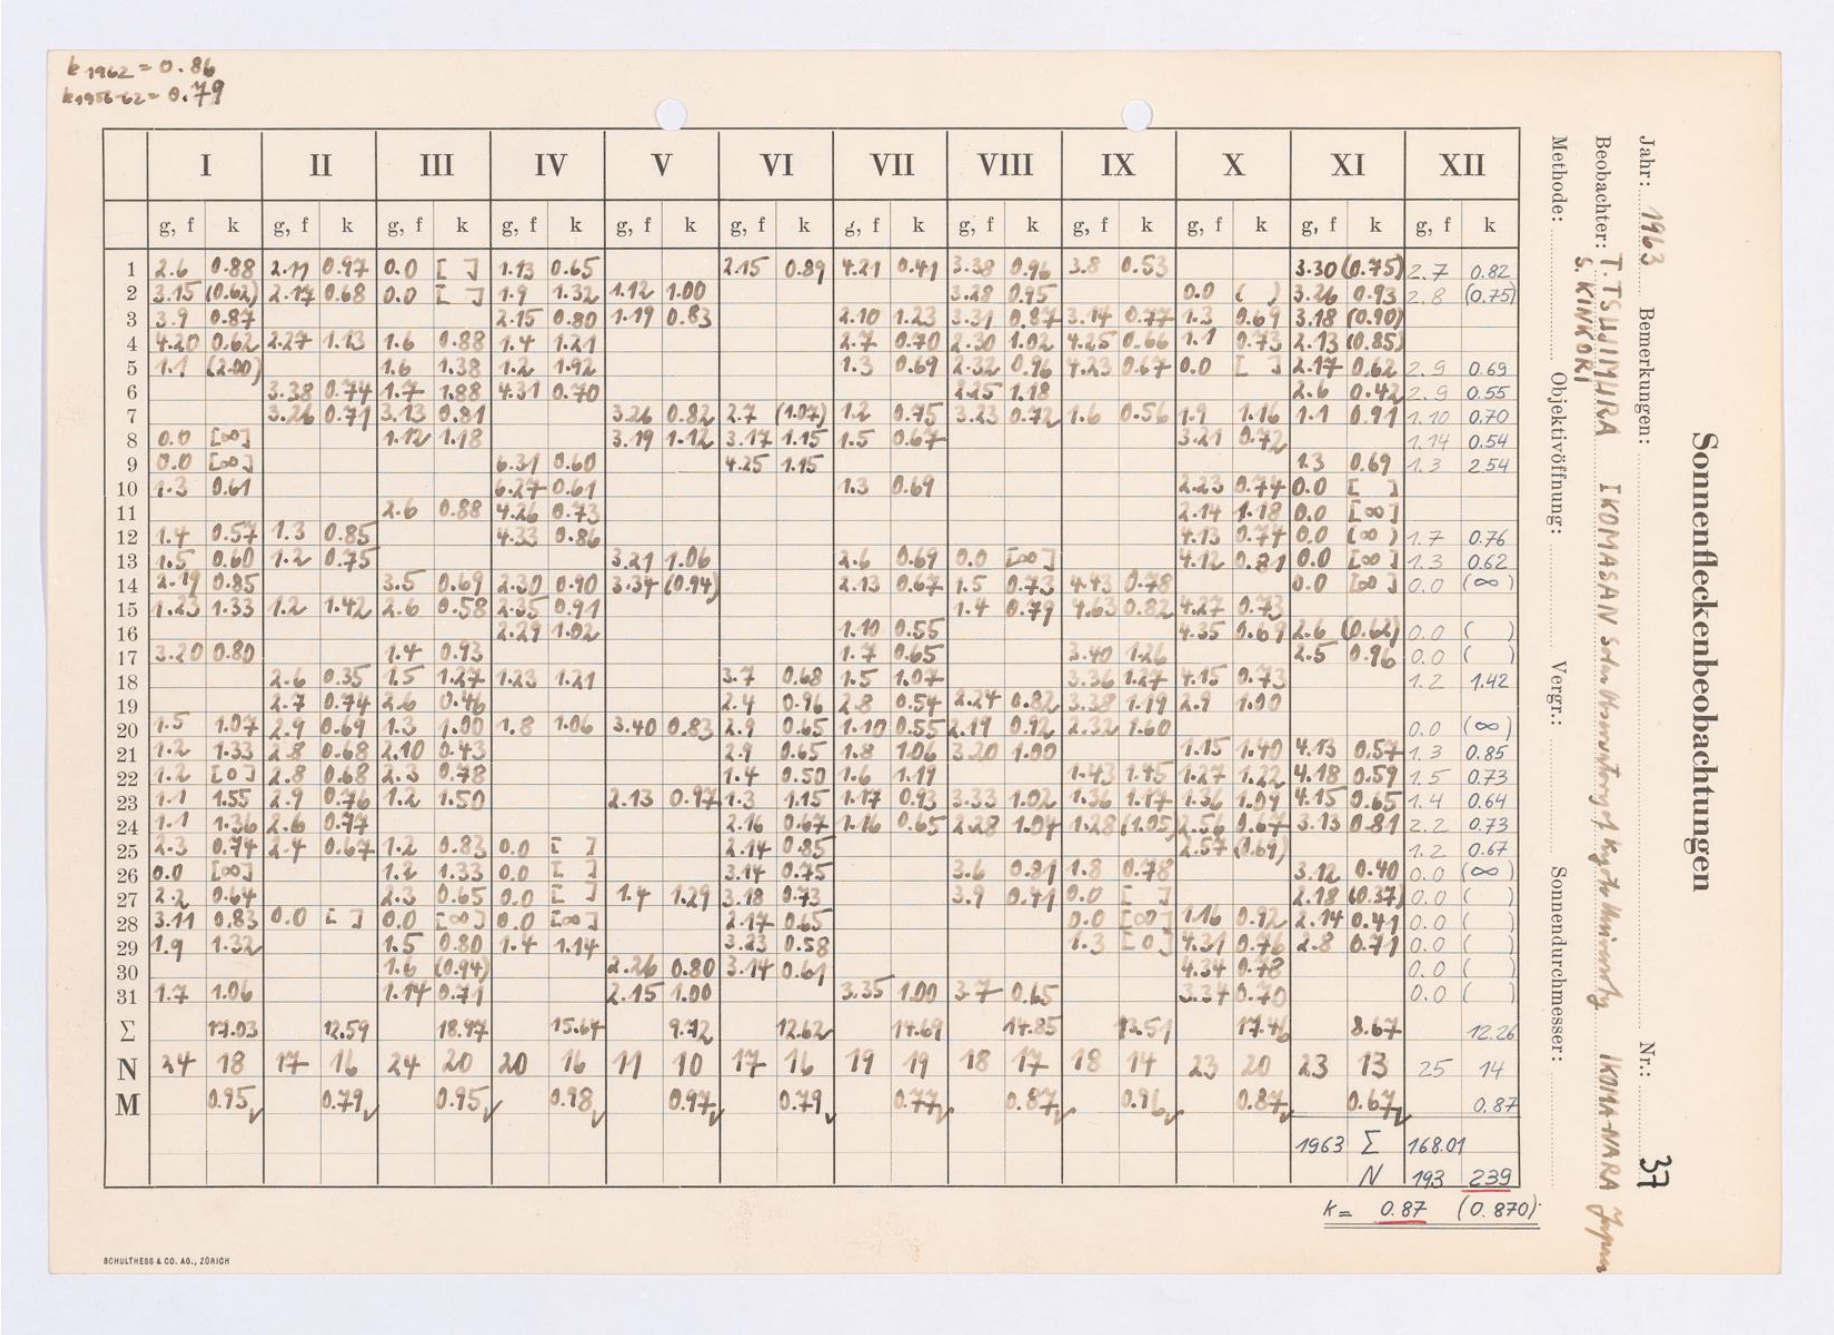 k 1962 = 0.86
k 1956-62 = 0.79
I II III IV V VI VII VIII IX X XI XII
g, f k g, f k g, f k g, f k g, f k g, f k g, f k g, f k g, f k g, f k g, f k g, f k
1 2.6 0.88 2.11 0.97 0.0 [ ] 1.13 0.65 2.15 0.89 4.21 0.41 3.38 0.96 3.8 0.53 3.30 (0.75) 2.7 0.82
2 3.15 (0.62) 2.17 0.68 0.0 [ ] 1.9 1.32 1.12 1.00 3.28 0.95 0.0 ( ) 3.26 0.93 2.8 (0.75)
3 3.9 0.87 2.15 0.80 1.19 0.83 2.10 1.23 3.31 0.87 3.14 0.77 1.3 0.69 3.18 (0.90)
4 4.20 0.62 2.27 1.13 1.6 0.88 1.4 1.21 2.7 0.70 2.30 1.02 4.25 0.66 1.1 0.73 2.13 (0.85)
5 1.1 (2.00) 1.6 1.38 1.2 1.92 1.3 0.69 2.32 0.96 4.23 0.67 0.0 [ ] 2.17 0.62 2.9 0.69
6 3.38 0.74 1.7 1.88 4.31 0.70 2.25 1.18 2.6 0.42 2.9 0.55
7 3.26 0.71 3.13 0.81 3.26 0.82 2.7 (1.07) 1.2 0.75 3.23 0.72 1.6 0.56 1.9 1.16 1.1 0.91 1.10 0.70
8 0.0 [∞] 1.12 1.18 3.19 1.12 3.17 1.15 1.5 0.67 3.21 0.72 1.14 0.54
9 0.0 [∞] 6.31 0.60 4.25 1.15 1.3 0.69 1.3 2.54
10 1.3 0.61 6.27 0.61 1.3 0.69 2.23 0.74 0.0 [ ]
11 2.6 0.88 4.26 0.73 2.14 1.18 0.0 [∞]
12 1.4 0.57 1.3 0.85 4.33 0.86 4.13 0.74 0.0 (∞) 1.7 0.76
13 1.5 0.60 1.2 0.75 3.21 1.06 2.6 0.69 0.0 [∞] 4.12 0.81 0.0 [∞] 1.3 0.62
14 2.19 0.85 3.5 0.69 2.30 0.90 3.34 (0.94) 2.13 0.67 1.5 0.73 4.43 0.78 0.0 [∞] 0.0 (∞)
15 1.23 1.33 1.2 1.42 2.6 0.58 2.35 0.91 1.4 0.79 4.63 0.82 4.27 0.73
16 2.29 1.02 1.10 0.55 4.35 0.69 2.6 (0.62) 0.0 ( )
17 3.20 0.80 1.4 0.93 1.7 0.65 3.40 1.26 2.5 0.96 0.0 ( )
18 2.6 0.35 1.5 1.27 1.23 1.21 3.7 0.68 1.5 1.07 3.36 1.27 4.15 0.73 1.2 1.42
19 2.7 0.74 2.6 0.46 2.4 0.96 2.8 0.54 2.24 0.82 3.38 1.19 2.9 1.00
20 1.5 1.07 2.9 0.69 1.3 1.00 1.8 1.06 3.40 0.83 2.9 0.65 1.10 0.55 2.19 0.92 2.32 1.60 0.0 (∞)
21 1.2 1.33 2.8 0.68 2.10 0.43 2.9 0.65 1.8 1.06 3.20 1.00 1.15 1.40 4.13 0.57 1.3 0.85
22 1.2 [0] 2.8 0.68 2.3 0.78 1.4 0.50 1.6 1.19 1.43 1.45 1.27 1.22 4.18 0.59 1.5 0.73
23 1.1 1.55 2.9 0.76 1.2 1.50 2.13 0.97 1.3 1.15 1.17 0.93 3.33 1.02 1.36 1.17 1.36 1.09 4.15 0.65 1.4 0.64
24 1.1 1.36 2.6 0.77 2.16 0.67 1.16 0.65 2.28 1.04 1.28 (1.05) 2.56 0.67 3.13 0.81 2.2 0.73
25 2.3 0.74 2.4 0.67 1.2 0.83 0.0 [ ] 2.14 0.85 2.57 (0.69) 1.2 0.67
26 0.0 [∞] 1.2 1.33 0.0 [ ] 3.14 0.75 3.6 0.81 1.8 0.78 3.12 0.40 0.0 (∞)
27 2.2 0.64 2.3 0.65 0.0 [ ] 1.4 1.29 3.18 0.73 3.9 0.41 0.0 [ ] 2.18 (0.37) 0.0 ( )
28 3.11 0.83 0.0 [ ] 0.0 [∞] 0.0 [∞] 2.17 0.65 0.0 [∞] 1.16 0.92 2.14 0.41 0.0 ( )
29 1.9 1.32 1.5 0.80 1.4 1.14 3.23 0.58 1.3 [0] 4.31 0.76 2.8 0.71 0.0 ( )
30 1.6 (0.94) 2.26 0.80 3.14 0.61 4.34 0.78 0.0 ( )
31 1.7 1.06 1.14 0.71 2.15 1.00 3.35 1.00 3.7 0.65 3.34 0.70 0.0 ( )
Σ 17.03 12.59 18.97 15.64 9.72 12.62 14.69 14.85 13.51 17.46 8.67 12.26
N 24 18 17 16 24 20 20 16 11 10 17 16 19 19 18 17 18 14 23 20 23 13 25 14
M 0.95 0.79 0.95 0.98 0.97 0.79 0.77 0.87 0.96 0.87 0.67 0.87
1963 Σ 168.01
N 193 239
k = 0.87 (0.870)
SCHULTHESS & CO. AG., ZÜRICH
Sonnenfleckenbeobachtungen
Jahr: 1963 Bemerkungen: Nr.: 37
Beobachter: T. TSUJIMURA IKOMASAN Solar Observatory of Kyoto University IKOMA-NARA Japan
S. KINKORI
Methode: Objektivöffnung: Vergr.: Sonnendurchmesser: